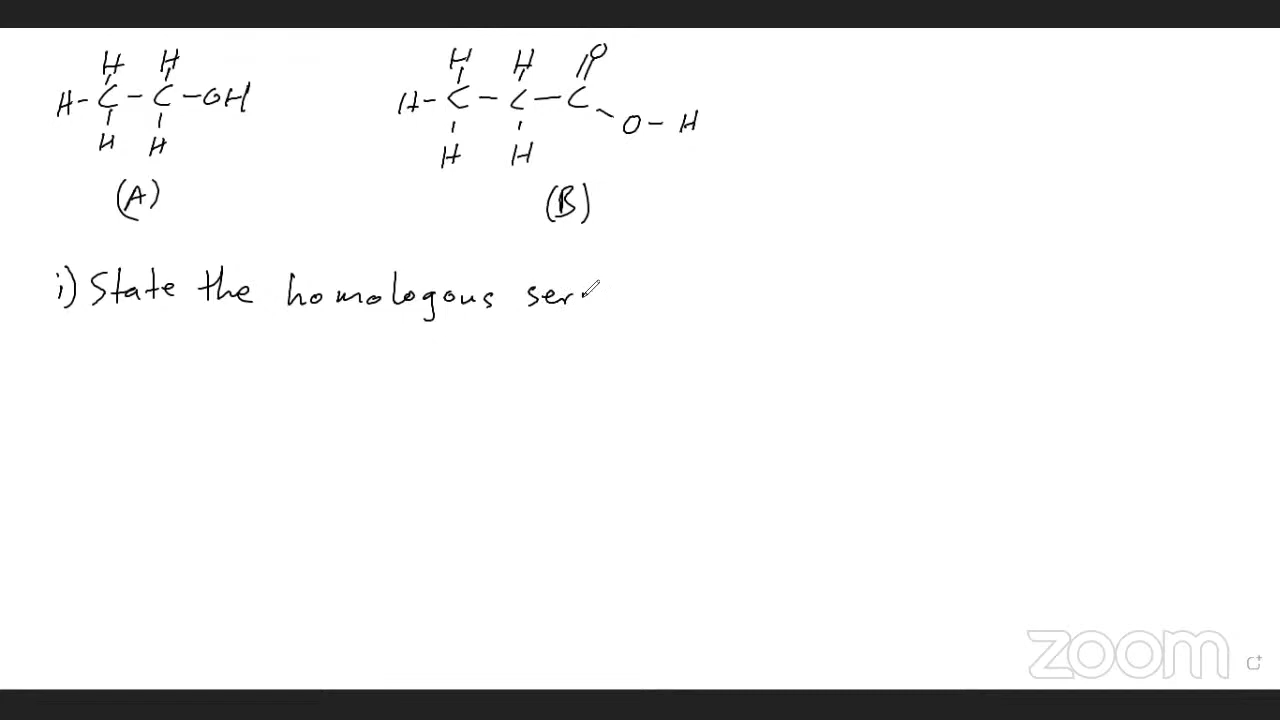 H H H H O
H - C - C - OH H - C - C - C
O - H
H H H H
(A) (B)
i) State the homologous ser
zoom